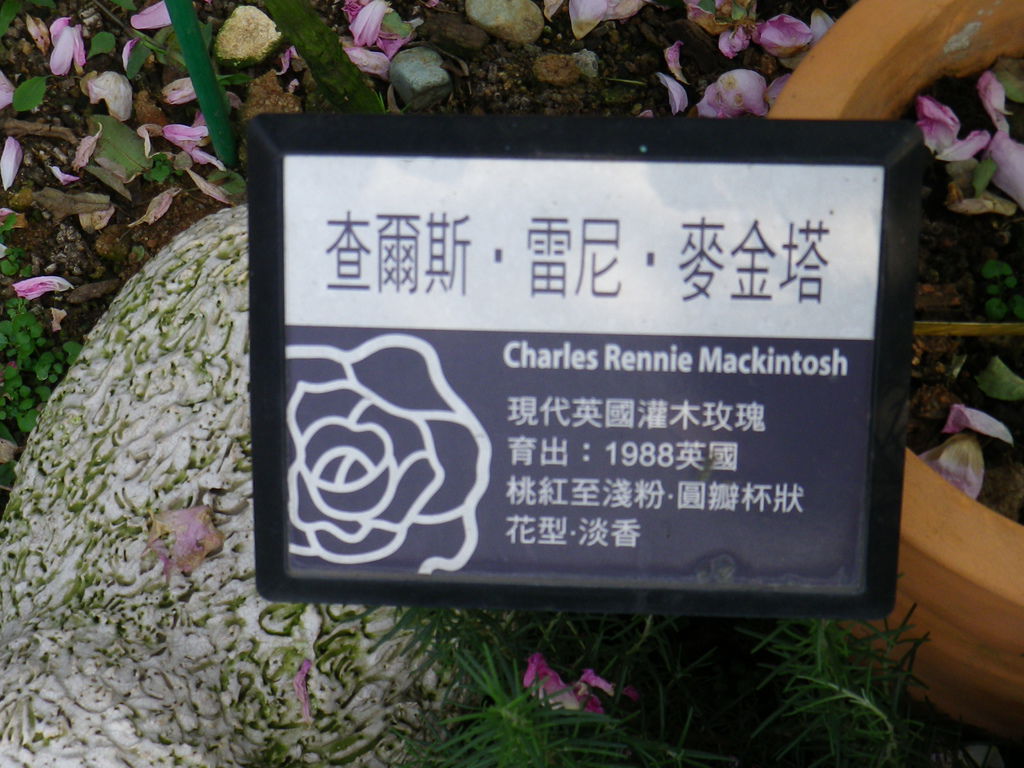 查爾斯·雷尼·麥金塔
Charles Rennie Mackintosh
現代英國灌木玫瑰
育出：1988英國
桃紅至淺粉·圓瓣杯狀
花型·淡香